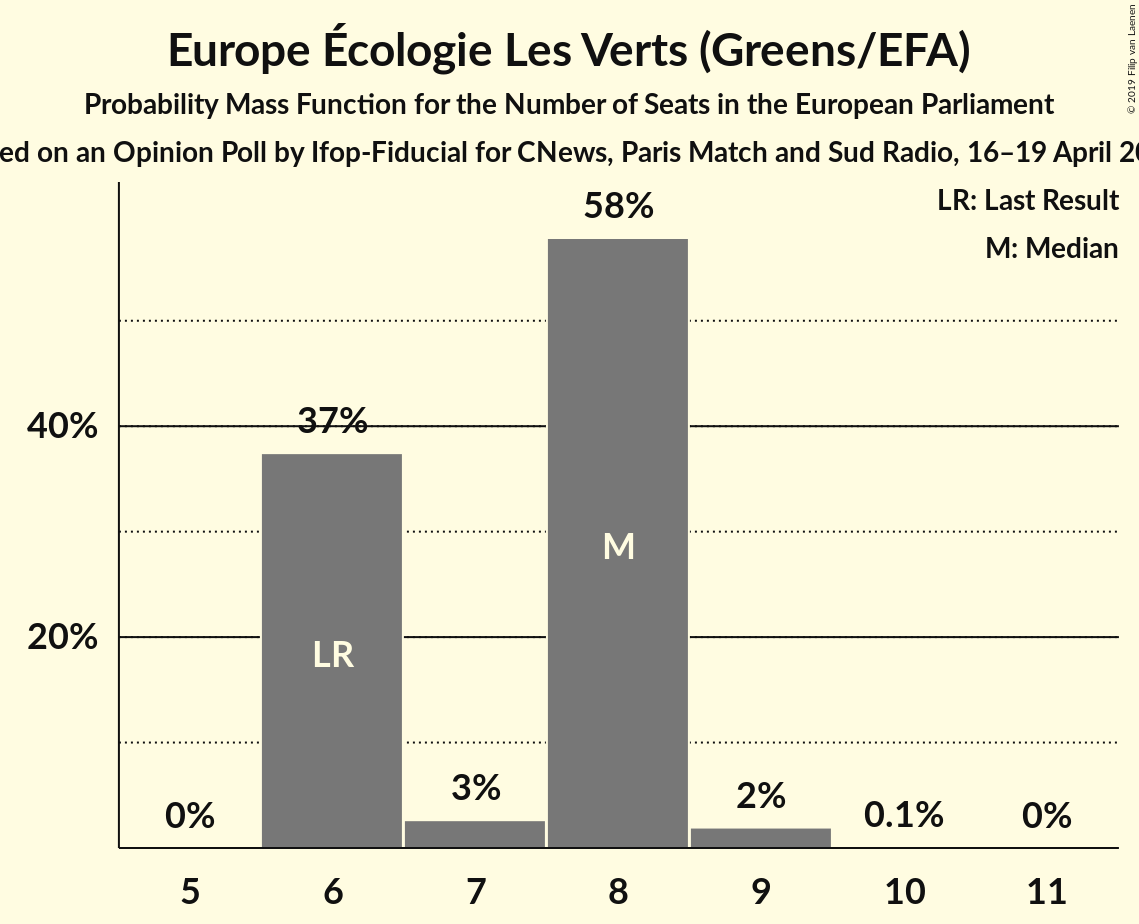 Europe Écologie Les Verts (Greens/EFA)
Probability Mass Function for the Number of Seats in the European Parliament
ed on an Opinion Poll by Ifop-Fiducial for CNews, Paris Match and Sud Radio, 16–19 April 20
© 2019 Filip van Laenen
LR: Last Result
M: Median
58%
40%
37%
M
20%
LR
0%
3%
2%
0.1%
0%
5 6 7 8 9 10 11